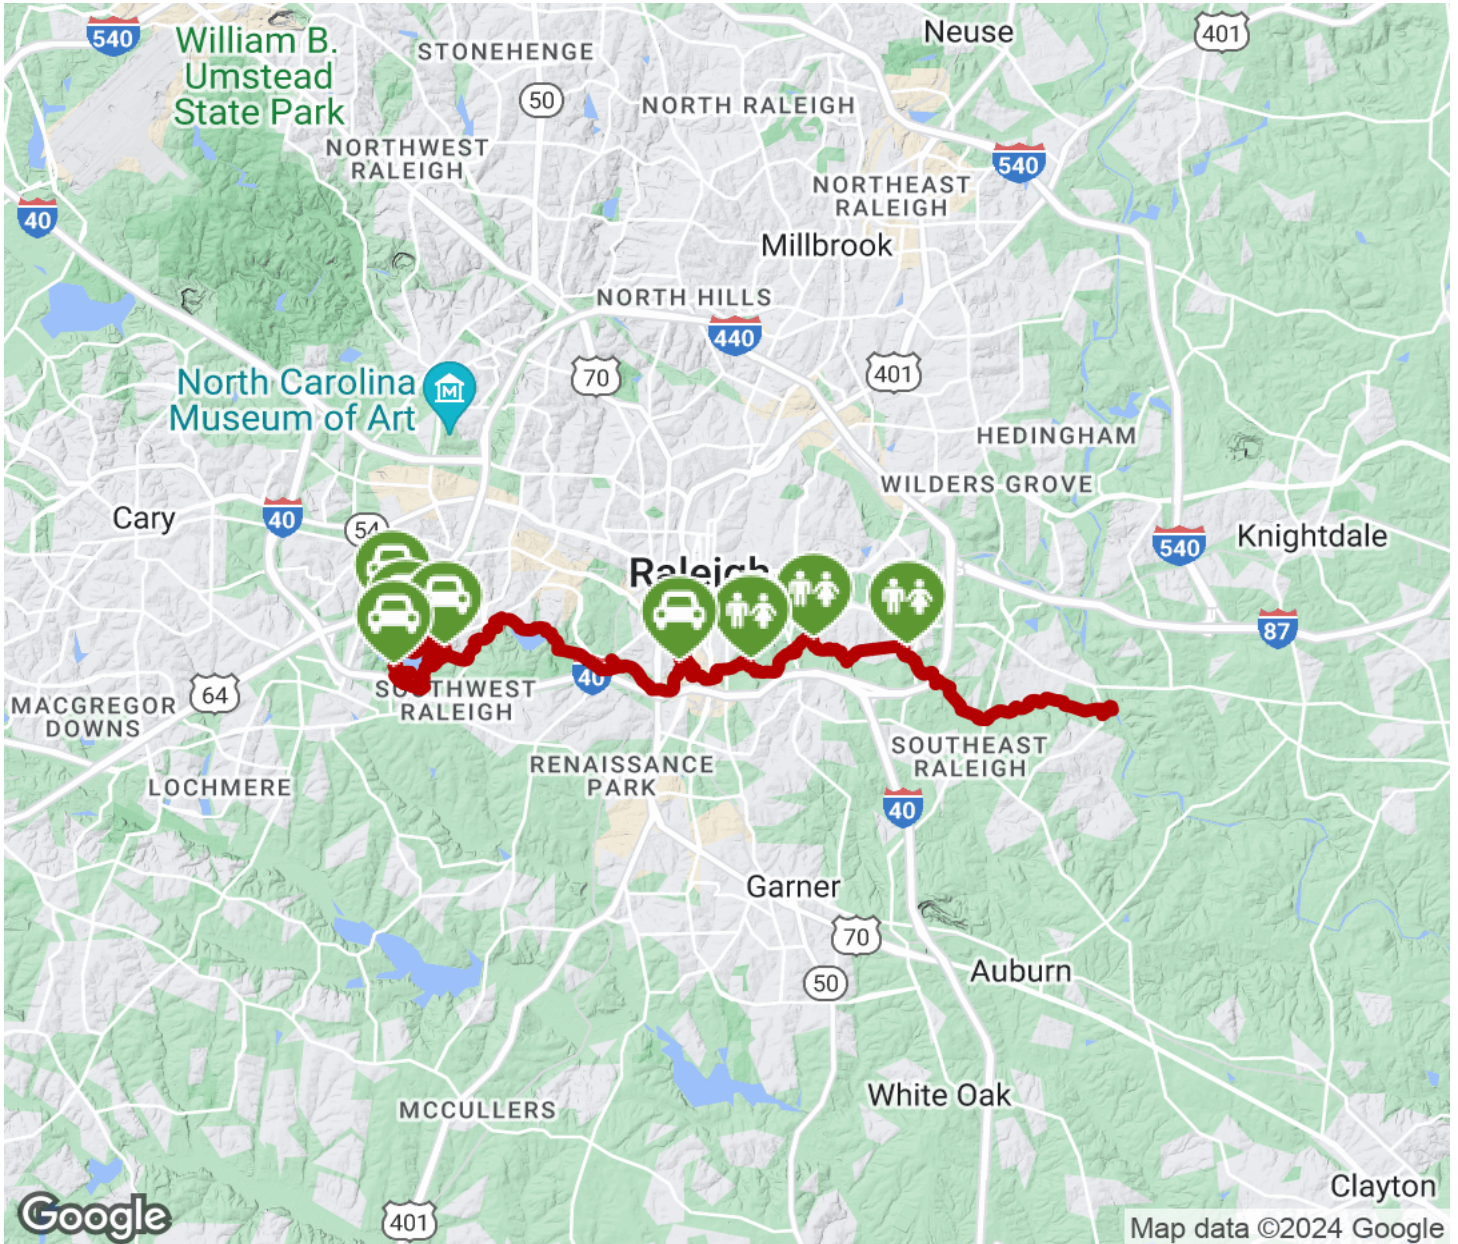 540
William B.
Umstead
State Park
STONEHENGE
50
NORTH RALEIGH
Neuse
401
NORTHWEST
RALEIGH
540
NORTHEAST
RALEIGH
40
Millbrook
NORTH HILLS
440
70
401
North Carolina
Museum of Art
M
HEDINGHAM
WILDERS GROVE
Cary
40
54
540
Knightdale
Raleigh
87
64
40
SOUTHWEST
RALEIGH
MACGREGOR
DOWNS
LOCHMERE
RENAISSANCE
PARK
SOUTHEAST
RALEIGH
40
Garner
70
50
Auburn
White Oak
MCCULLERS
401
Clayton
Google
Map data ©2024 Google